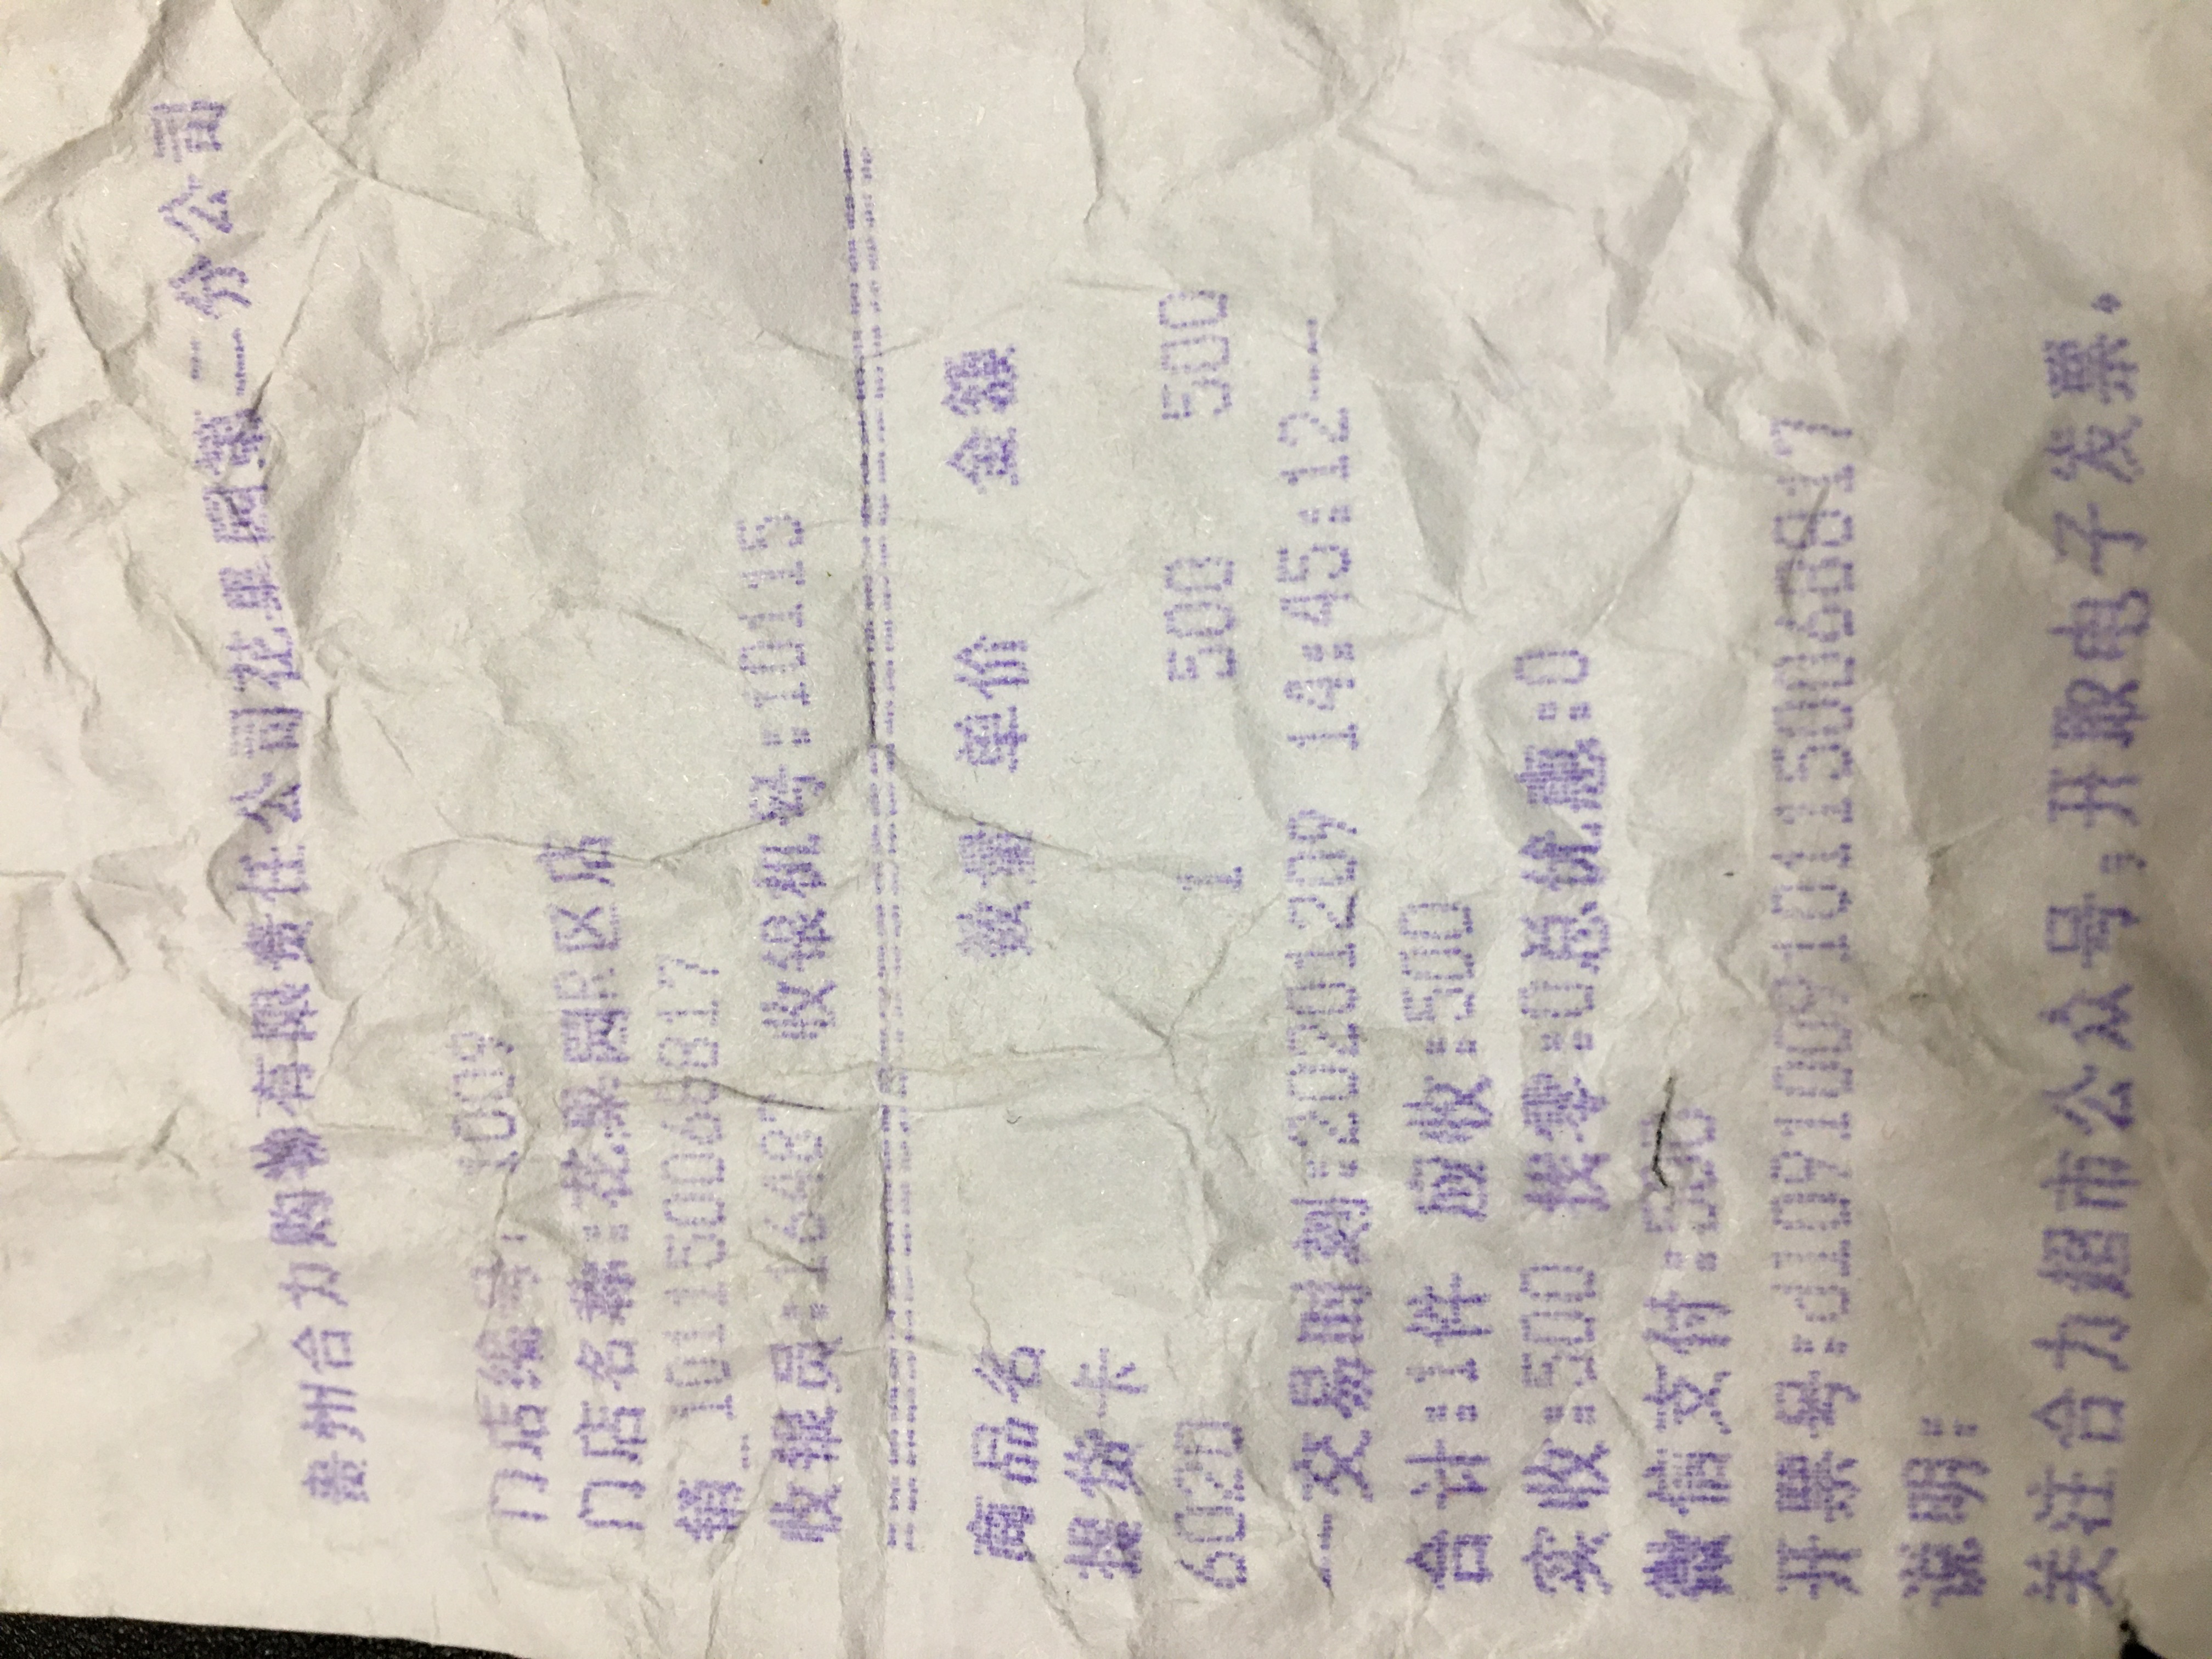 贵州合力购物有限责任公司花果园第二分公司
门店编号: 1009
门店名称:花果园R区店
销_10115006817
收银员:1648 收银机号:10115
商品名 数量 单价 金额
提货卡
6020 1 500 500
--交易时刻:20201209 14:45:12--
合计:1件 应收:500
实收:500 找零:0总优惠:0
微信支付:500
开票号:d1091009101150068817
说明:
关注合力超市公众号,开取电子发票。